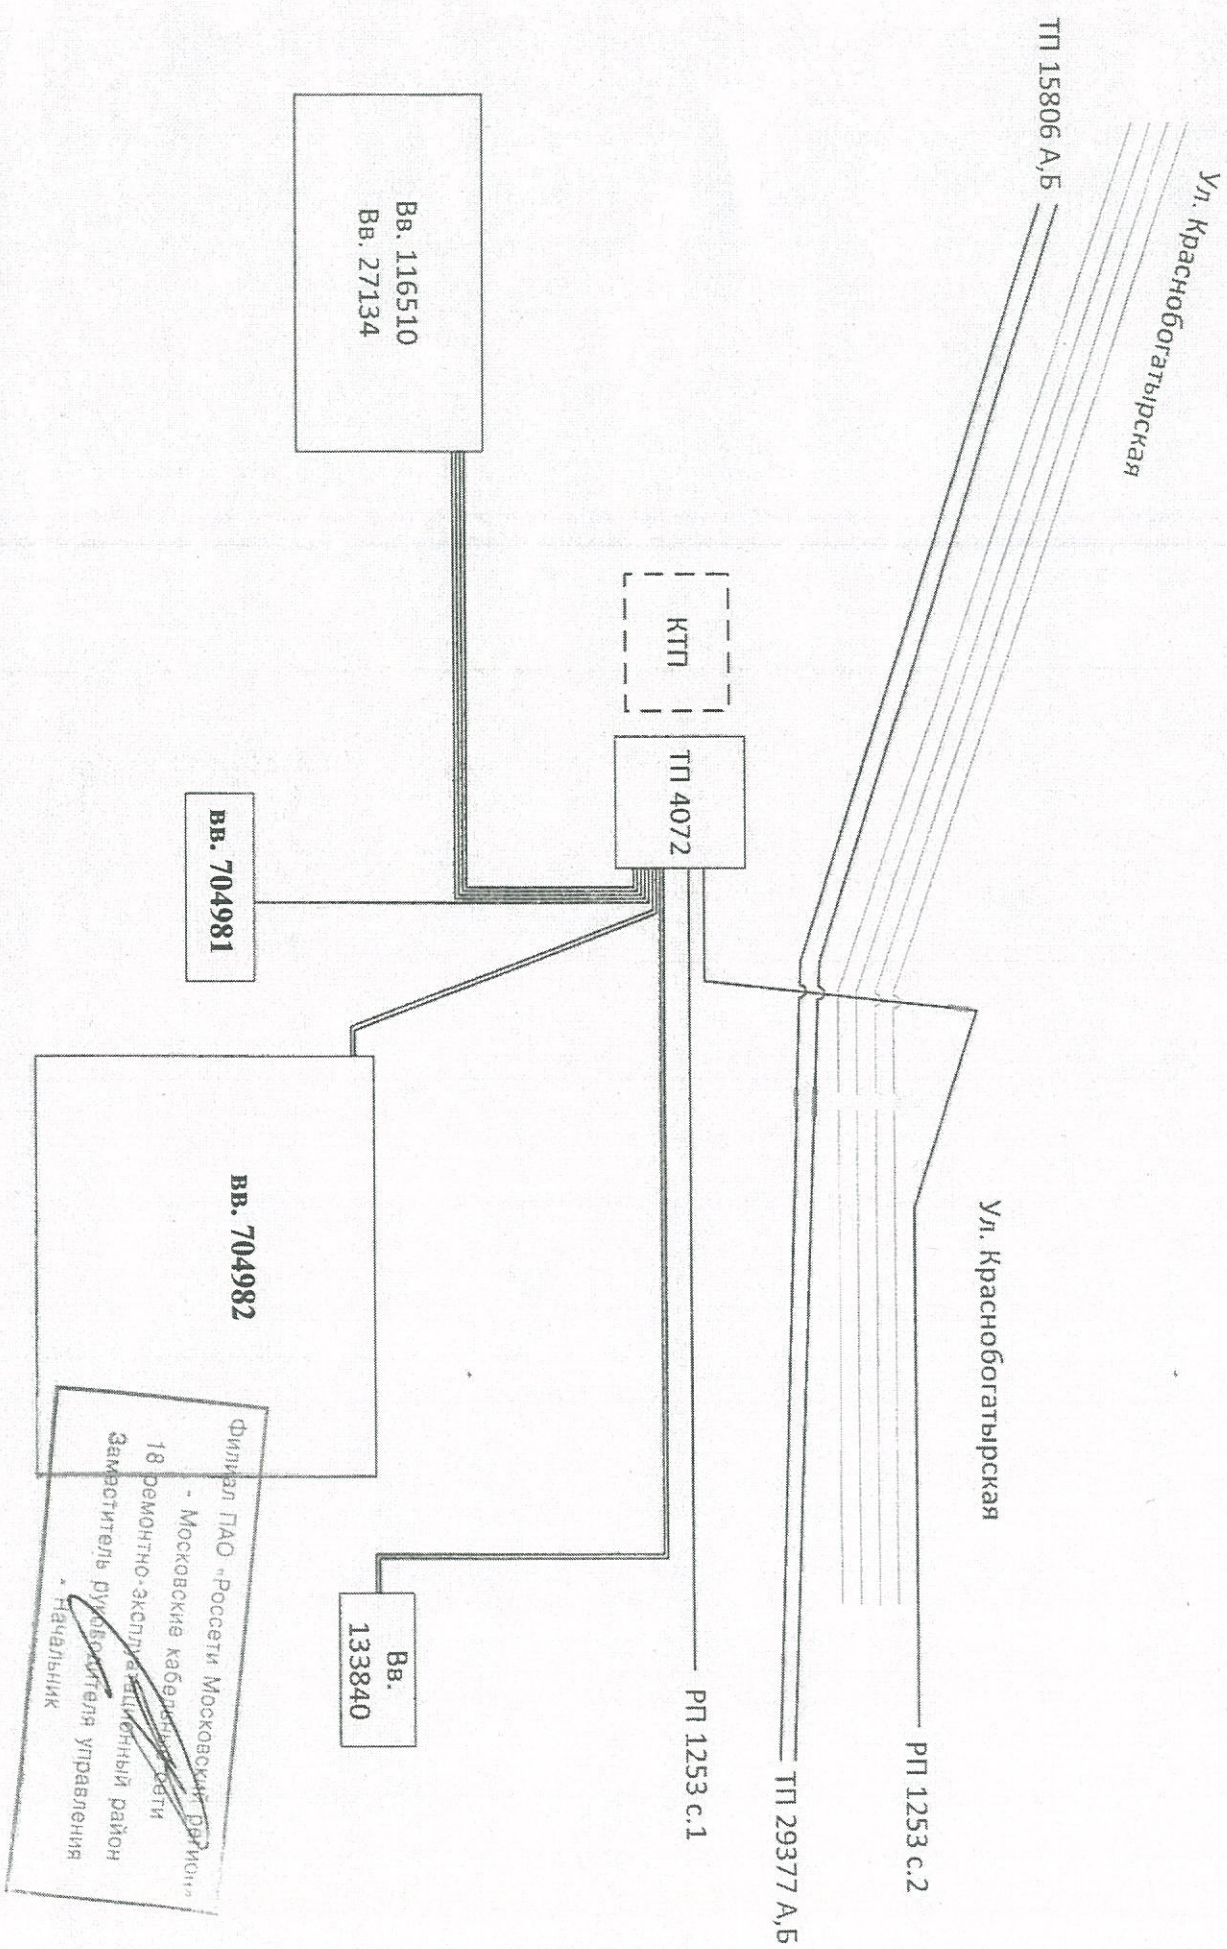 Ул. Краснобогатырская
ТП 15806 А,Б
Ул. Краснобогатырская
РП 1253 с.2
ТП 29377 А,Б
РП 1253 с.1
КТП
ТП 4072
Вв. 116510
Вв. 27134
вв. 704981
вв. 704982
Вв.
133840
Филиал ПАО "Россети Московский регион"
- Московские кабельные сети
18 ремонтно-эксплуатационный район
Заместитель руководителя управления
- начальник